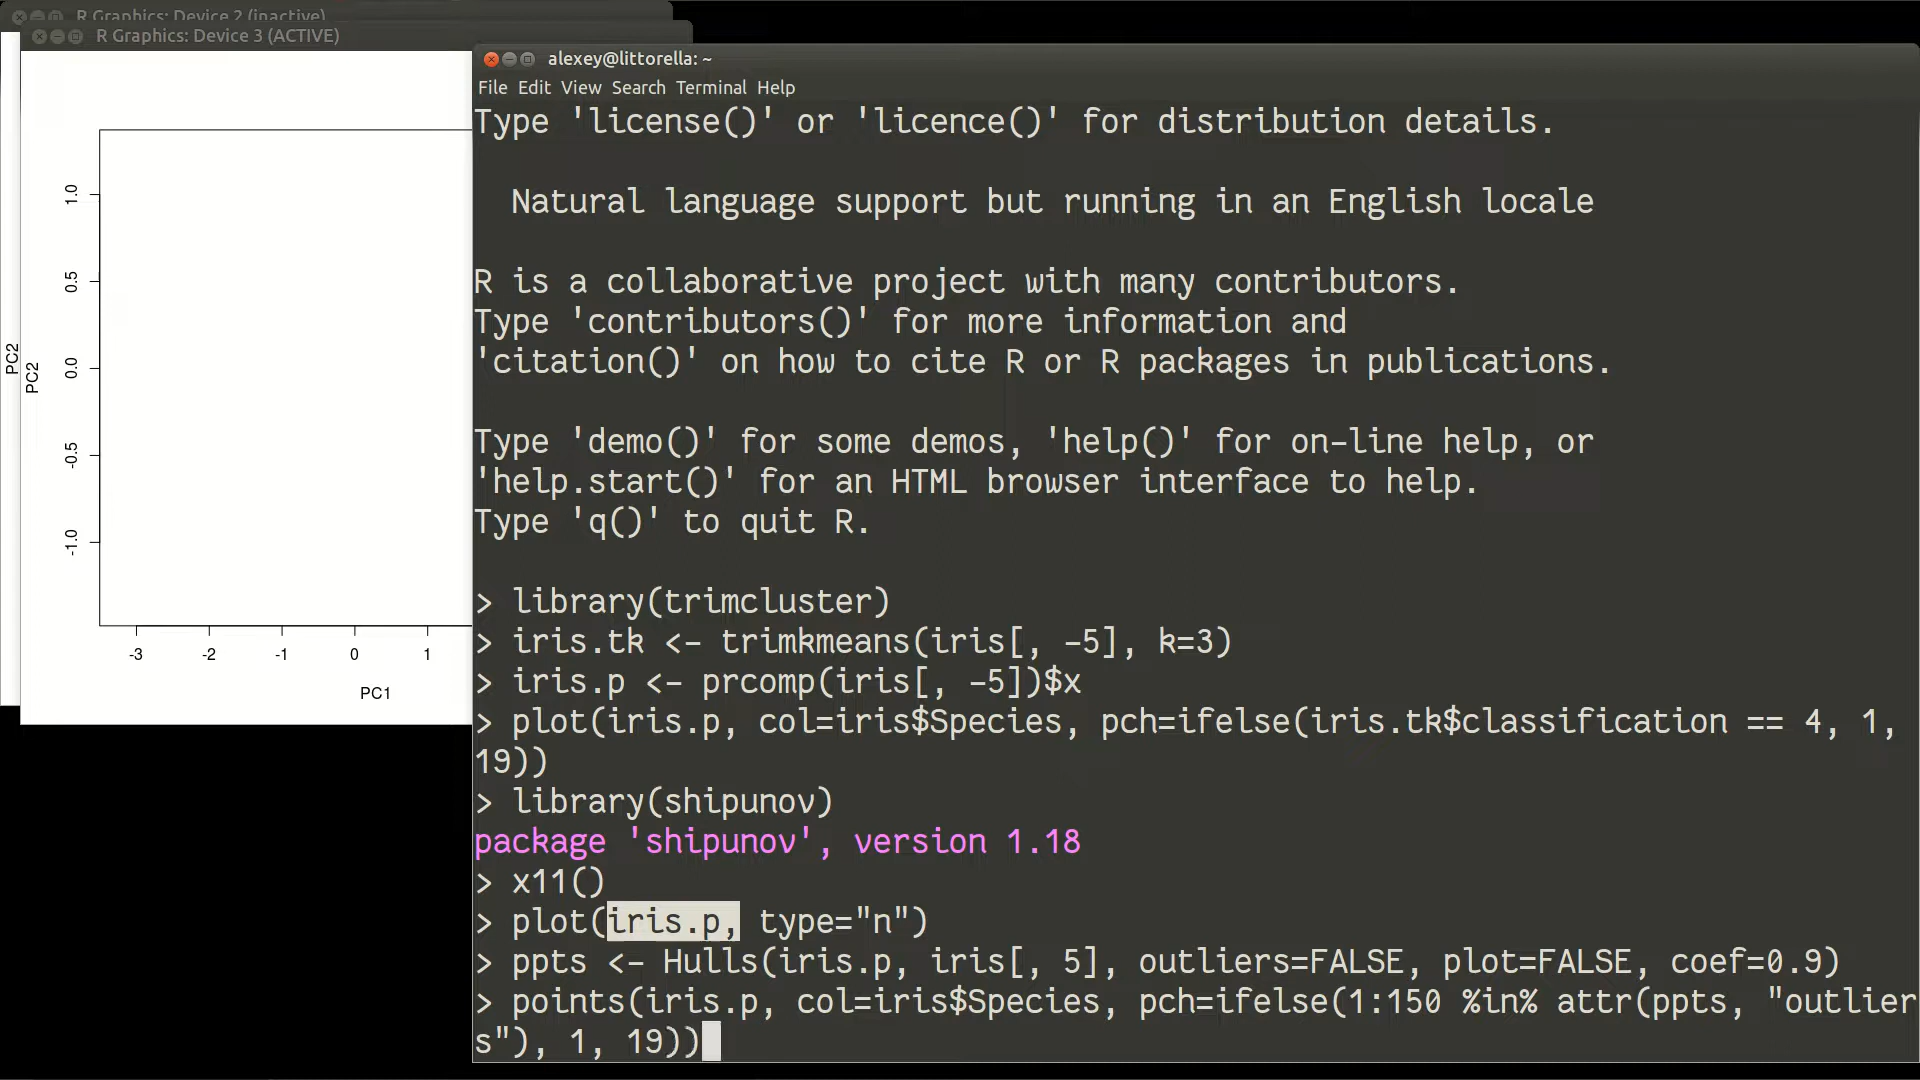 R Graphics: Device 2 (inactive)
R Graphics: Device 3 (ACTIVE)
PC2
PC2
1.0
0.5
0.0
-0.5
-1.0
-3 -2 -1 0 1
PC1
alexey@littorella: ~
File Edit View Search Terminal Help
Type 'license()' or 'licence()' for distribution details.
Natural language support but running in an English locale
R is a collaborative project with many contributors.
Type 'contributors()' for more information and
'citation()' on how to cite R or R packages in publications.
Type 'demo()' for some demos, 'help()' for on-line help, or
'help.start()' for an HTML browser interface to help.
Type 'q()' to quit R.
> library(trimcluster)
> iris.tk <- trimkmeans(iris[, -5], k=3)
> iris.p <- prcomp(iris[, -5])$x
> plot(iris.p, col=iris$Species, pch=ifelse(iris.tk$classification == 4, 1,
19))
> library(shipunov)
package 'shipunov', version 1.18
> x11()
> plot(iris.p, type="n")
> ppts <- Hulls(iris.p, iris[, 5], outliers=FALSE, plot=FALSE, coef=0.9)
> points(iris.p, col=iris$Species, pch=ifelse(1:150 %in% attr(ppts, "outlier
s"), 1, 19))